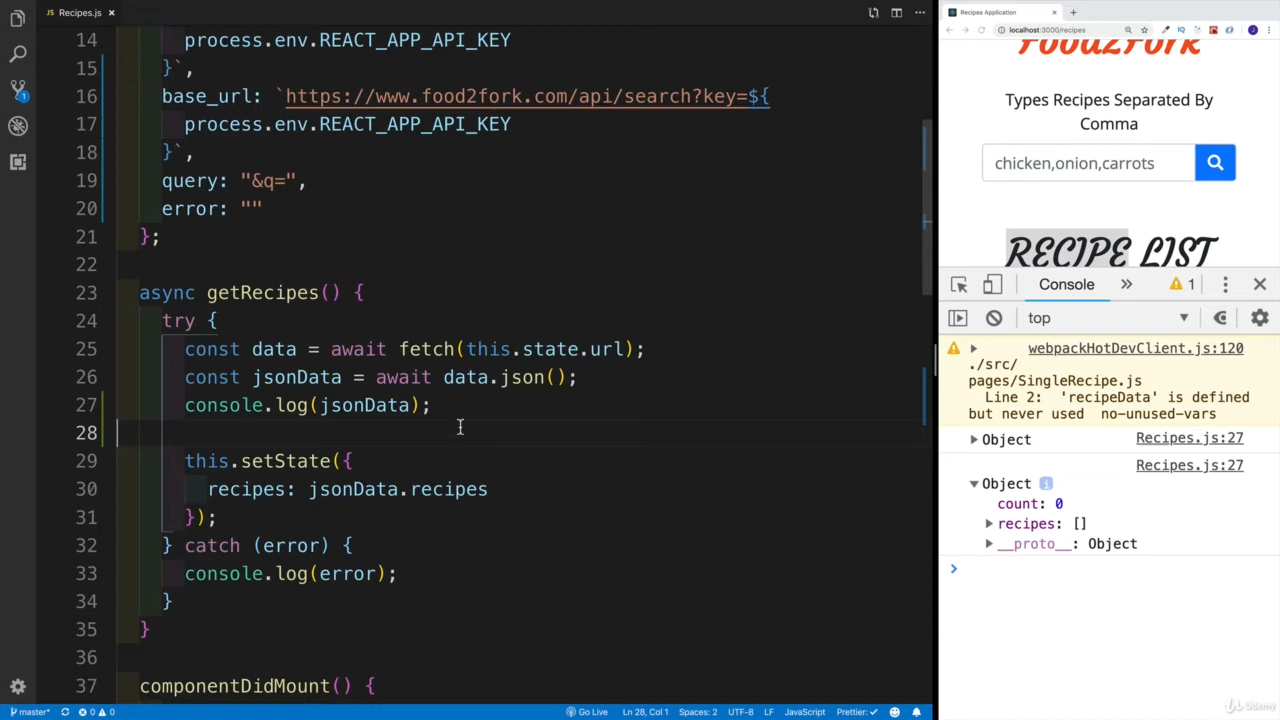 Recipes.js
14 process.env.REACT_APP_API_KEY
15 }`,
16 base_url: `https://www.food2fork.com/api/search?key=${
17 process.env.REACT_APP_API_KEY
18 }`,
19 query: "&q=",
20 error: ""
21 };
22
23 async getRecipes() {
24 try {
25 const data = await fetch(this.state.url);
26 const jsonData = await data.json();
27 console.log(jsonData);
28
29 this.setState({
30 recipes: jsonData.recipes
31 });
32 } catch (error) {
33 console.log(error);
34 }
35 }
36
37 componentDidMount() {
1
master* 0 0 Go Live Ln 28, Col 1 Spaces: 2 UTF-8 LF JavaScript Prettier: ✓
Recipes Application
localhost:3000/recipes
Food2Fork
Types Recipes Separated By
Comma
chicken,onion,carrots
RECIPE LIST
Console » 1
top
webpackHotDevClient.js:120
./src/
pages/SingleRecipe.js
Line 2: 'recipeData' is defined
but never used no-unused-vars
Object Recipes.js:27
Recipes.js:27
Object
count: 0
recipes: []
__proto__: Object
Udemy